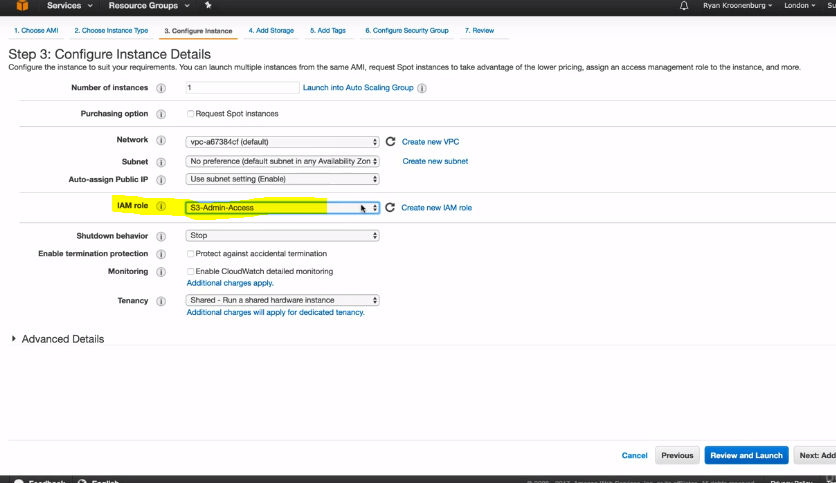 Services Resource Groups Ryan Kroonenburg London Su
1. Choose AMI 2. Choose Instance Type 3. Configure Instance 4. Add Storage 5. Add Tags 6. Configure Security Group 7. Review
Step 3: Configure Instance Details
Configure the instance to suit your requirements. You can launch multiple instances from the same AMI, request Spot instances to take advantage of the lower pricing, assign an access management role to the instance, and more.
Number of instances 1 Launch into Auto Scaling Group
Purchasing option Request Spot instances
Network vpc-a67384cf (default) Create new VPC
Subnet No preference (default subnet in any Availability Zon Create new subnet
Auto-assign Public IP Use subnet setting (Enable)
IAM role S3-Admin-Access Create new IAM role
Shutdown behavior Stop
Enable termination protection Protect against accidental termination
Monitoring Enable CloudWatch detailed monitoring
Additional charges apply.
Tenancy Shared - Run a shared hardware instance
Additional charges will apply for dedicated tenancy.
Advanced Details
Cancel Previous Review and Launch Next: Add
Feedback English